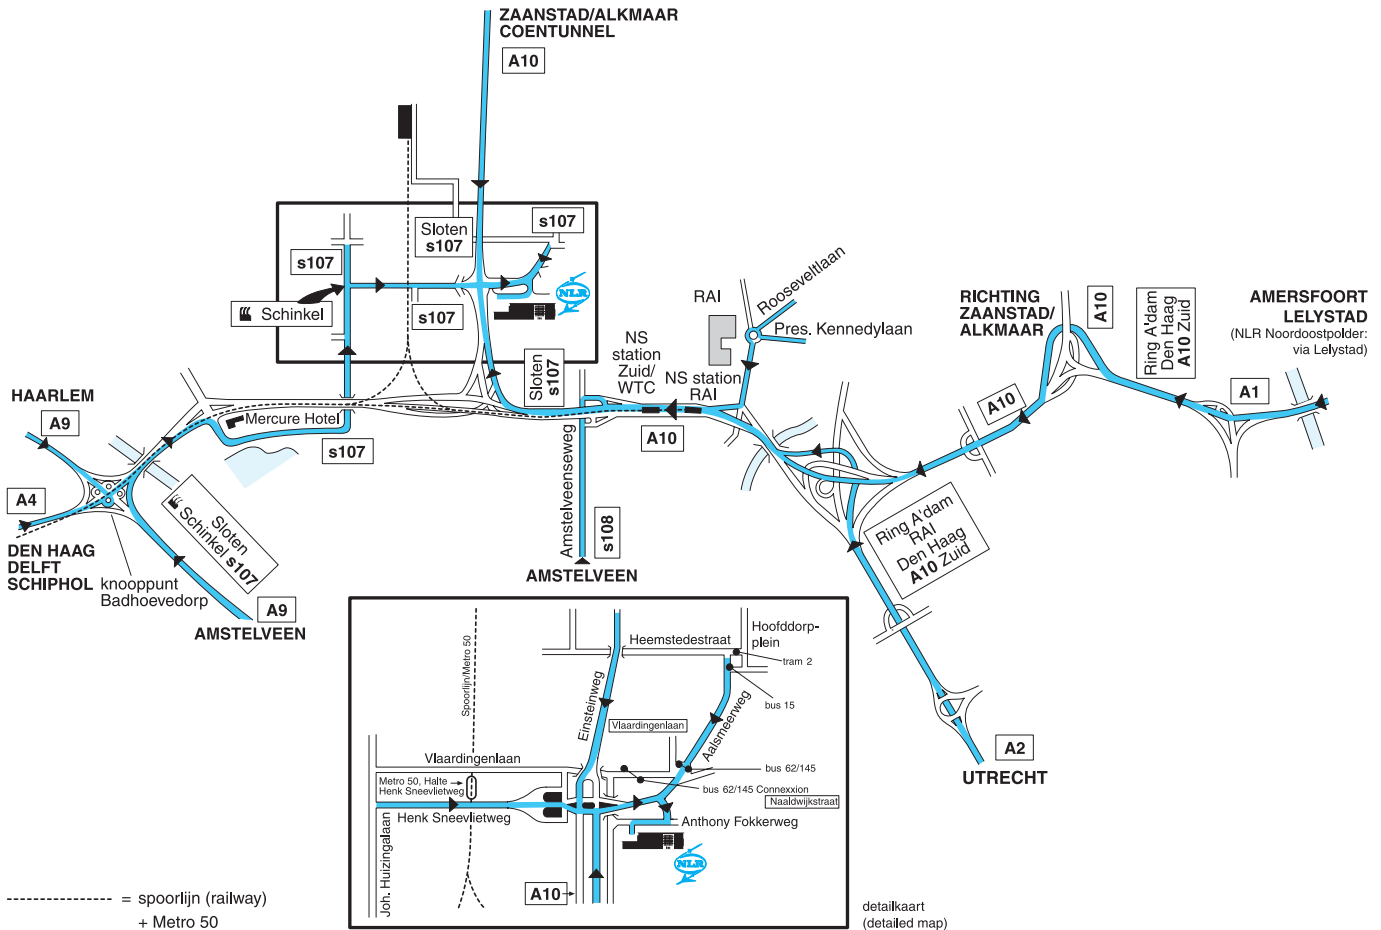 ZAANSTAD/ALKMAAR
COENTUNNEL
A10
s107
Sloten
s107
s107
Schinkel
s107
NLR
RAI
Rooseveltlaan
Pres. Kennedylaan
NS
station
Zuid/
WTC
NS station
RAI
Sloten
s107
A10
RICHTING
ZAANSTAD/
ALKMAAR
A10
Ring A'dam
Den Haag
A10 Zuid
AMERSFOORT
LELYSTAD
(NLR Noordoostpolder:
via Lelystad)
A1
A10
HAARLEM
A9
Mercure Hotel
s107
A4
DEN HAAG
DELFT
SCHIPHOL
knooppunt
Badhoevedorp
Sloten
Schinkel s107
A9
AMSTELVEEN
Amstelveenseweg
s108
AMSTELVEEN
Ring A'dam
RAI
Den Haag
A10 Zuid
A2
UTRECHT
Spoorlijn/Metro 50
Heemstedestraat
Hoofddorp-
plein
tram 2
bus 15
Einsteinweg
Vlaardingenlaan
Aalsmeerweg
Vlaardingenlaan
Metro 50, Halte
Henk Sneevlietweg
bus 62/145
bus 62/145 Connexxion
Naaldwijkstraat
Henk Sneevlietweg
Anthony Fokkerweg
Joh. Huizingalaan
NLR
A10
= spoorlijn (railway)
+ Metro 50
detailkaart
(detailed map)